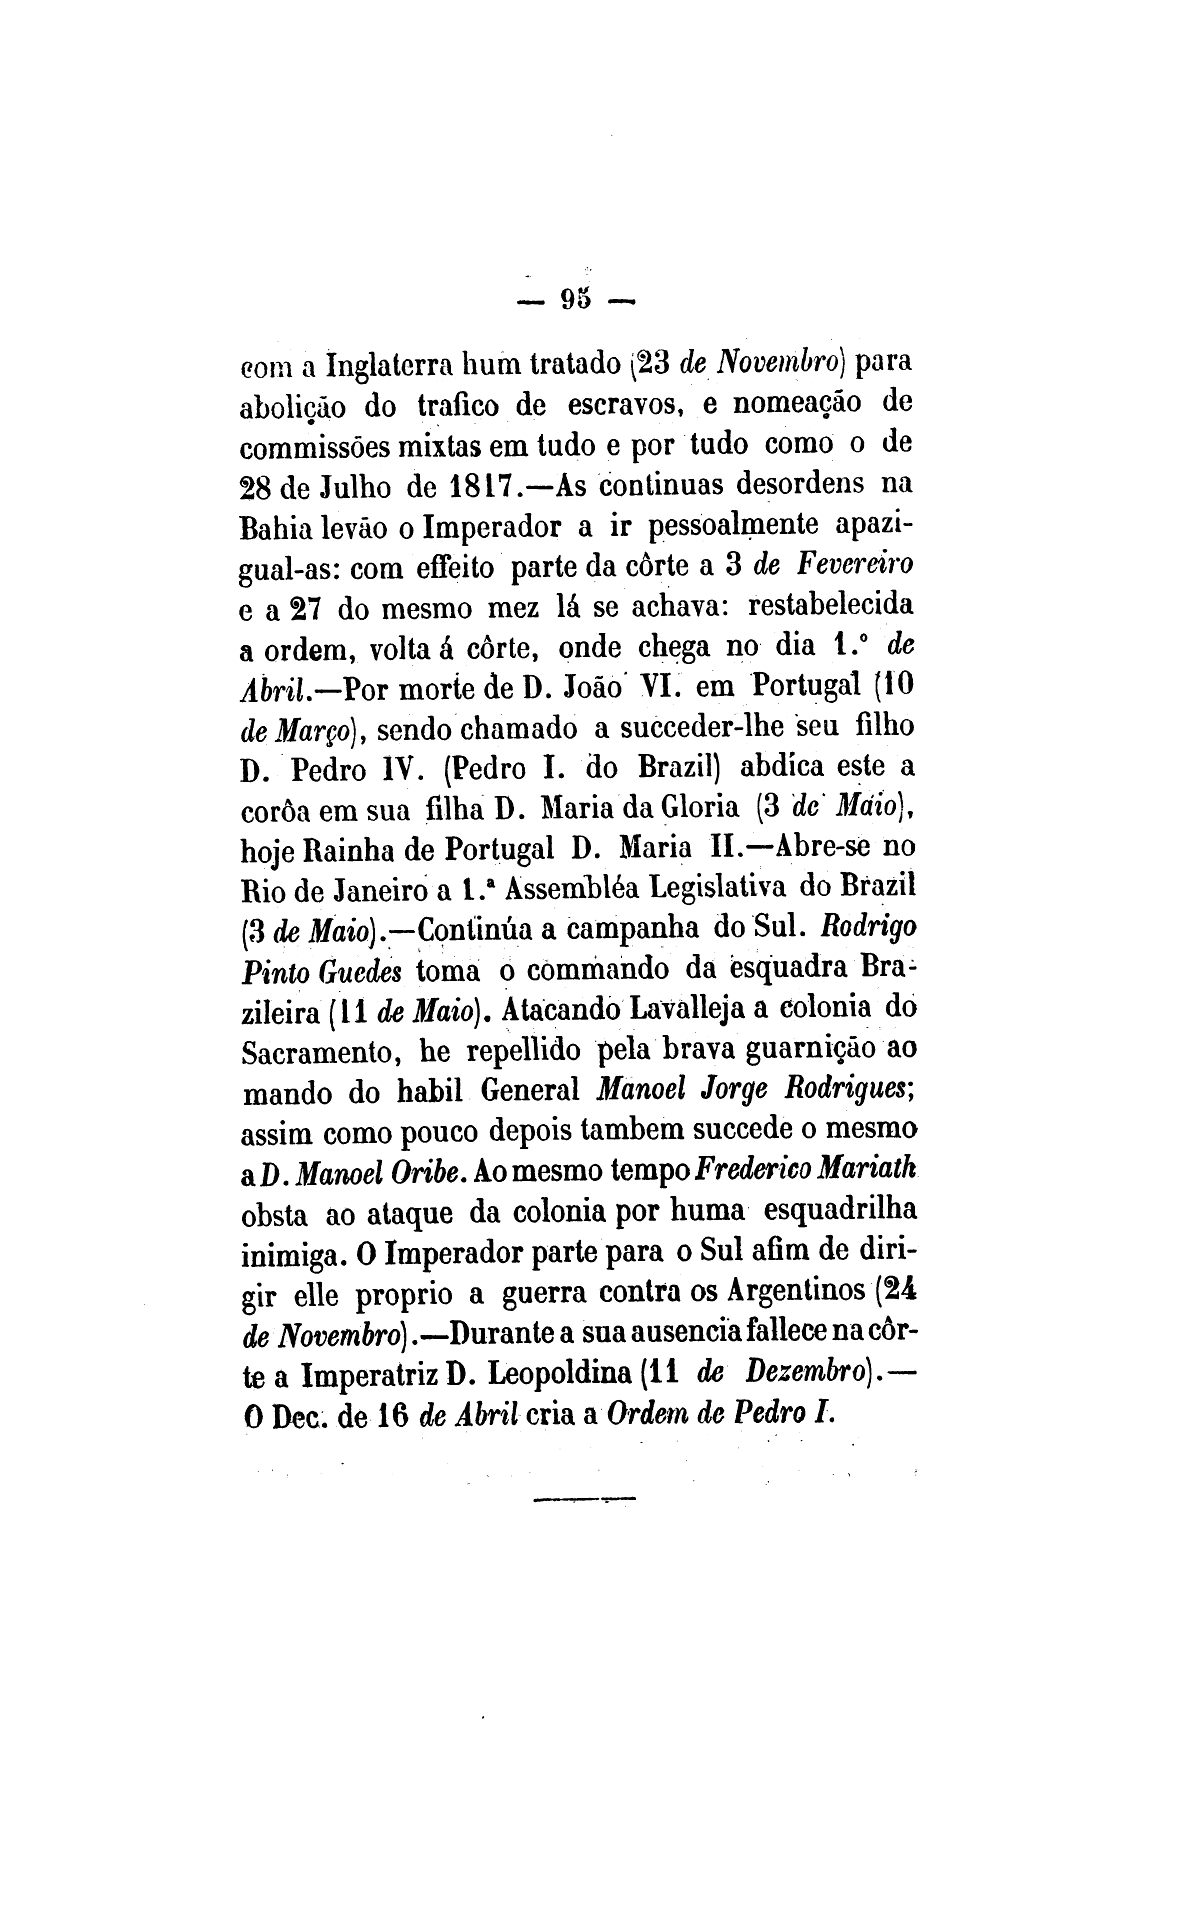 — 95 —
com a Inglaterra hum tratado (23 de Novembro) para
abolição do trafico de escravos, e nomeação de
commissões mixtas em tudo e por tudo como o de
28 de Julho de 1817.—As continuas desordens na
Bahia levão o Imperador a ir pessoalmente apazi-
gual-as: com effeito parte da côrte a 3 de Fevereiro
e a 27 do mesmo mez lá se achava: restabelecida
a ordem, volta á côrte, onde chega no dia 1.º de
Abril.—Por morte de D. João VI. em Portugal (10
de Março), sendo chamado a succeder-lhe seu filho
D. Pedro IV. (Pedro I. do Brazil) abdica este a
corôa em sua filha D. Maria da Gloria (3 de Maio),
hoje Rainha de Portugal D. Maria II.—Abre-se no
Rio de Janeiro a 1.ª Assembléa Legislativa do Brazil
(3 de Maio).—Continúa a campanha do Sul. Rodrigo
Pinto Guedes toma o commando da esquadra Bra-
zileira (11 de Maio). Atacando Lavalleja a colonia do
Sacramento, he repellido pela brava guarnição ao
mando do habil General Manoel Jorge Rodrigues;
assim como pouco depois tambem succede o mesmo
a D. Manoel Oribe. Ao mesmo tempo Frederico Mariath
obsta ao ataque da colonia por huma esquadrilha
inimiga. O Imperador parte para o Sul afim de diri-
gir elle proprio a guerra contra os Argentinos (24
de Novembro).—Durante a sua ausencia fallece na côr-
te a Imperatriz D. Leopoldina (11 de Dezembro).—
O Dec. de 16 de Abril cria a Ordem de Pedro I.